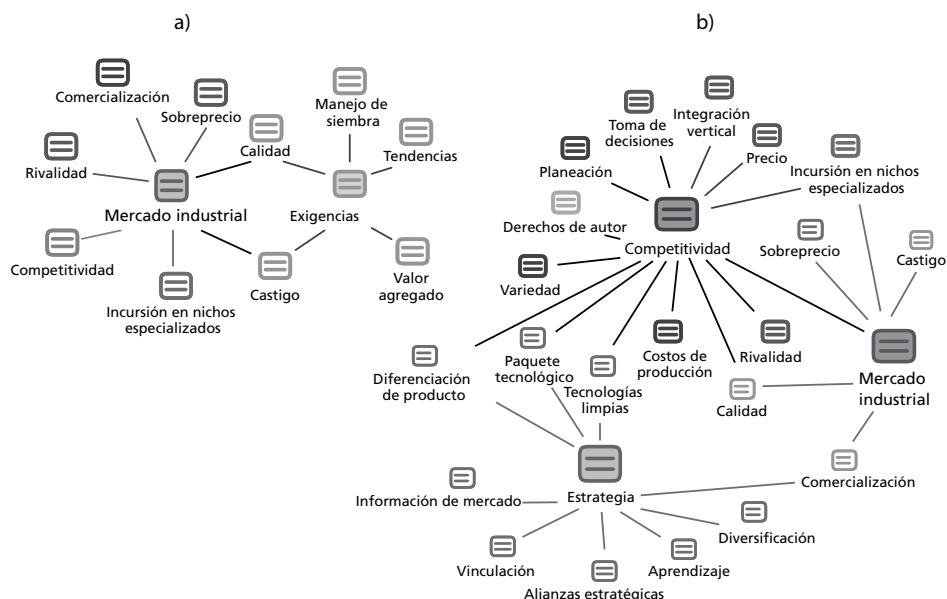 a)
Comercialización
Sobreprecio
Manejo de
siembra
Calidad
Tendencias
Rivalidad
Mercado industrial
Exigencias
Competitividad
Castigo
Valor
agregado
Incursión en nichos
especializados
b)
Toma de
decisiones
Integración
vertical
Precio
Planeación
Incursión en nichos
especializados
Derechos de autor
Competitividad
Sobreprecio
Castigo
Variedad
Diferenciación
de producto
Paquete
tecnológico
Tecnologías
limpias
Costos de
producción
Rivalidad
Calidad
Mercado
industrial
Comercialización
Información de mercado
Estrategia
Diversificación
Vinculación
Aprendizaje
Alianzas estratégicas